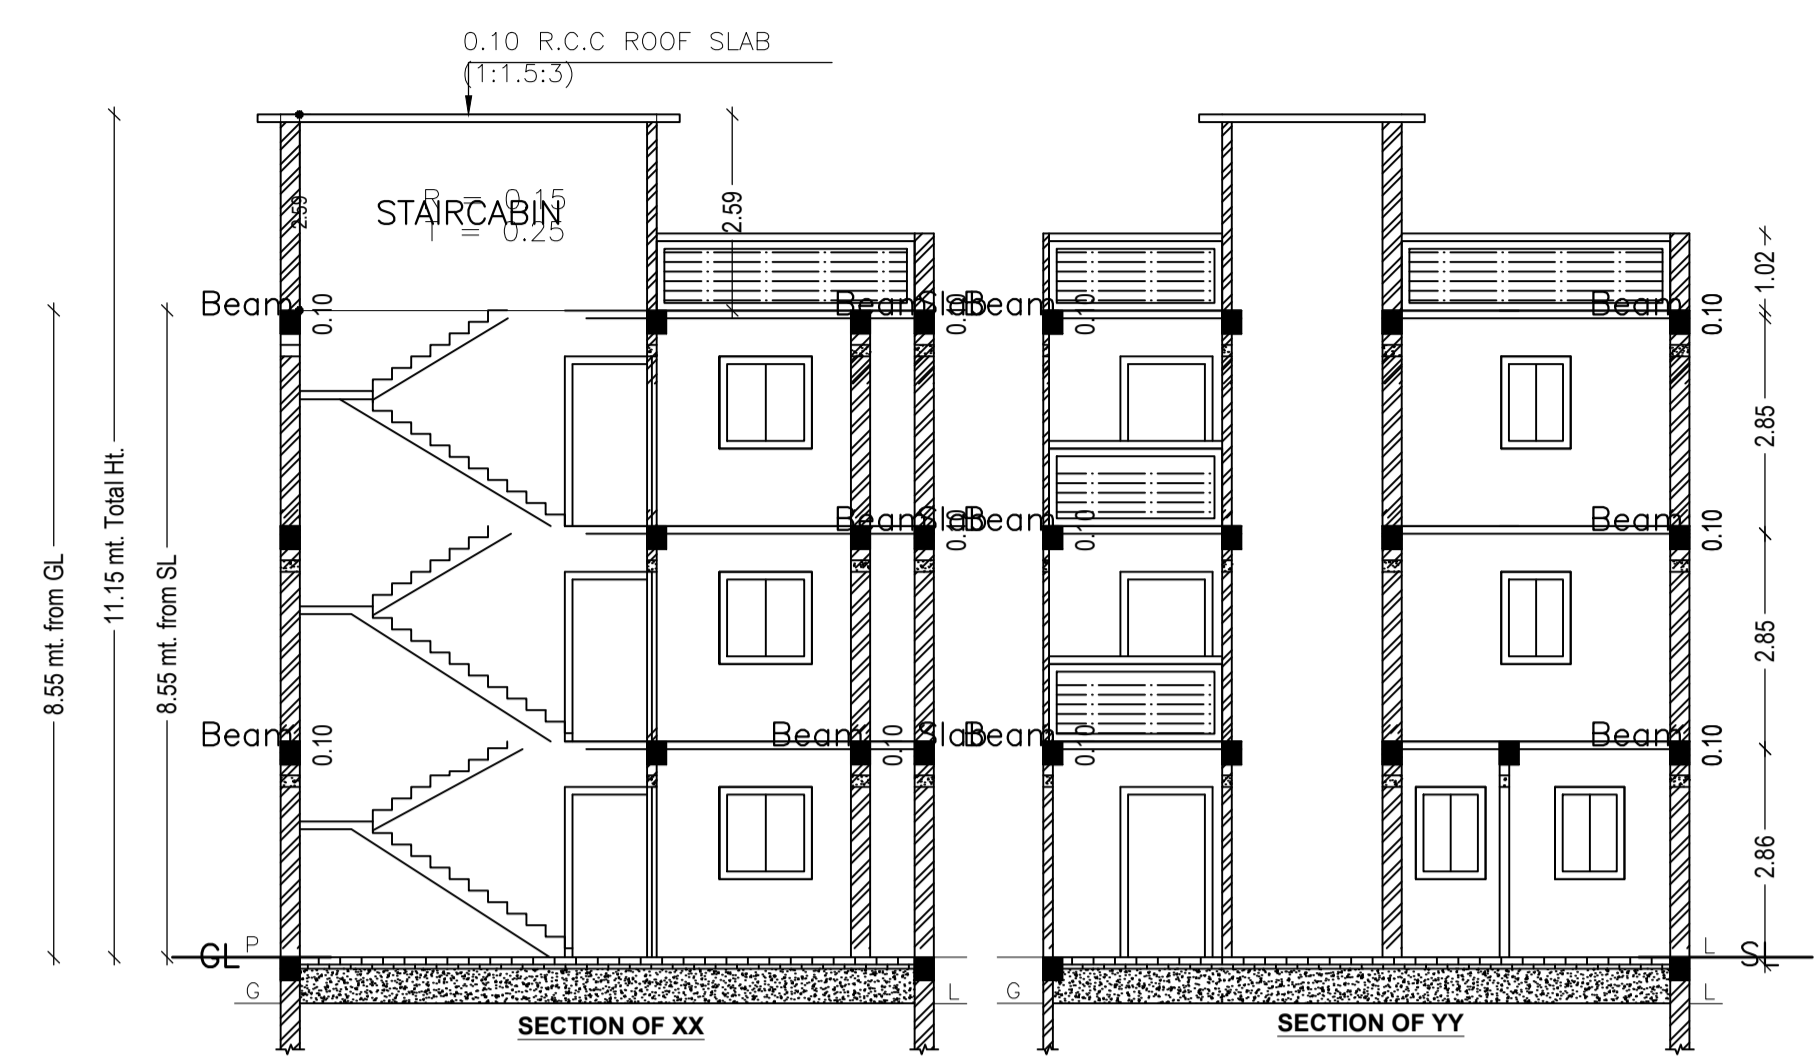 0.10 R.C.C ROOF SLAB
(1:1.5:3)
R = 0.15
STAIRCABIN
T = 0.25
2.59
2.59
1.02
Beam
0.10
Beam
Slab
0.10
Beam
0.10
Beam
0.10
2.85
Beam
Slab
0.10
Beam
0.10
Beam
0.10
2.85
8.55 mt. from GL
11.15 mt. Total Ht.
8.55 mt. from SL
Beam
0.10
Beam
0.10
Slab
Beam
0.10
Beam
0.10
2.86
GL
P
L
G
L
G
L
SECTION OF XX
SECTION OF YY